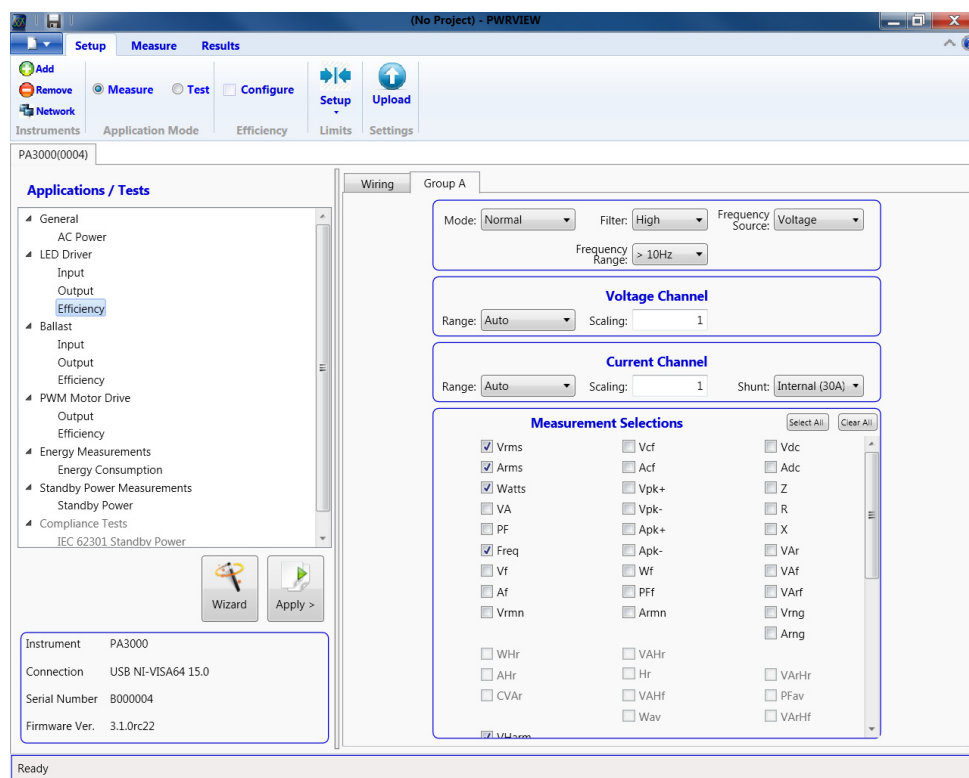 (No Project) - PWRVIEW
Setup Measure Results
Add
Remove
Network
Instruments
Measure Test
Application Mode
Configure
Efficiency
Setup
Limits
Upload
Settings
PA3000(0004)
Applications / Tests
General
AC Power
LED Driver
Input
Output
Efficiency
Ballast
Input
Output
Efficiency
PWM Motor Drive
Output
Efficiency
Energy Measurements
Energy Consumption
Standby Power Measurements
Standby Power
Compliance Tests
IEC 62301 Standby Power
Wizard
Apply >
Instrument PA3000
Connection USB NI-VISA64 15.0
Serial Number B000004
Firmware Ver. 3.1.0rc22
Wiring Group A
Mode: Normal Filter: High Frequency Source: Voltage
Frequency Range: > 10Hz
Voltage Channel
Range: Auto Scaling: 1
Current Channel
Range: Auto Scaling: 1 Shunt: Internal (30A)
Measurement Selections Select All Clear All
Vrms Vcf Vdc
Arms Acf Adc
Watts Vpk+ Z
VA Vpk- R
PF Apk+ X
Freq Apk- VAr
Vf Wf VAf
Af PFf VArf
Vrmn Armn Vrng
Arng
WHr VAHr
AHr Hr VArHr
CVAr VAHf PFav
Wav VArHf
VHarm
Ready